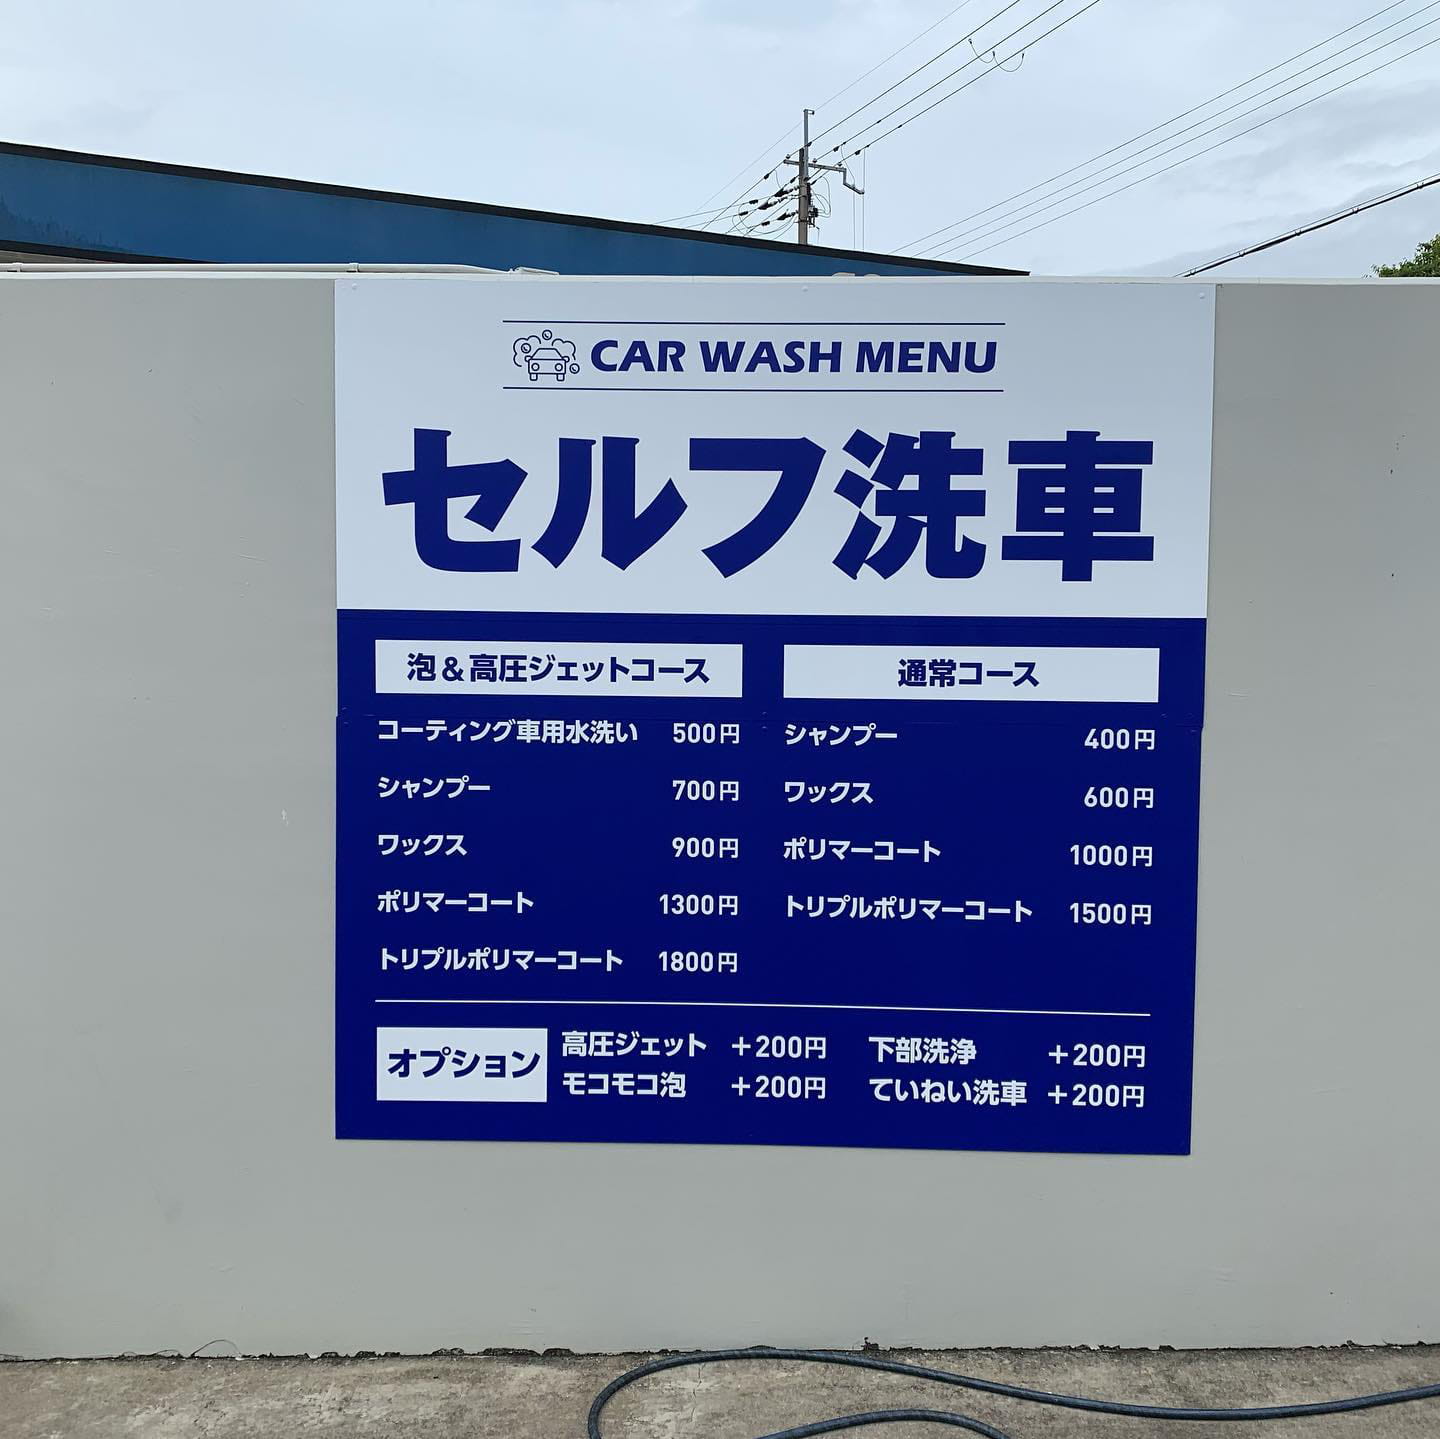 CAR WASH MENU
セルフ洗車
泡&高圧ジェットコース
コーティング車用水洗い 500円
シャンプー 700円
ワックス 900円
ポリマーコート 1300円
トリプルポリマーコート 1800円
通常コース
シャンプー 400円
ワックス 600円
ポリマーコート 1000円
トリプルポリマーコート 1500円
オプション
高圧ジェット +200円
モコモコ泡 +200円
下部洗浄 +200円
ていねい洗車 +200円